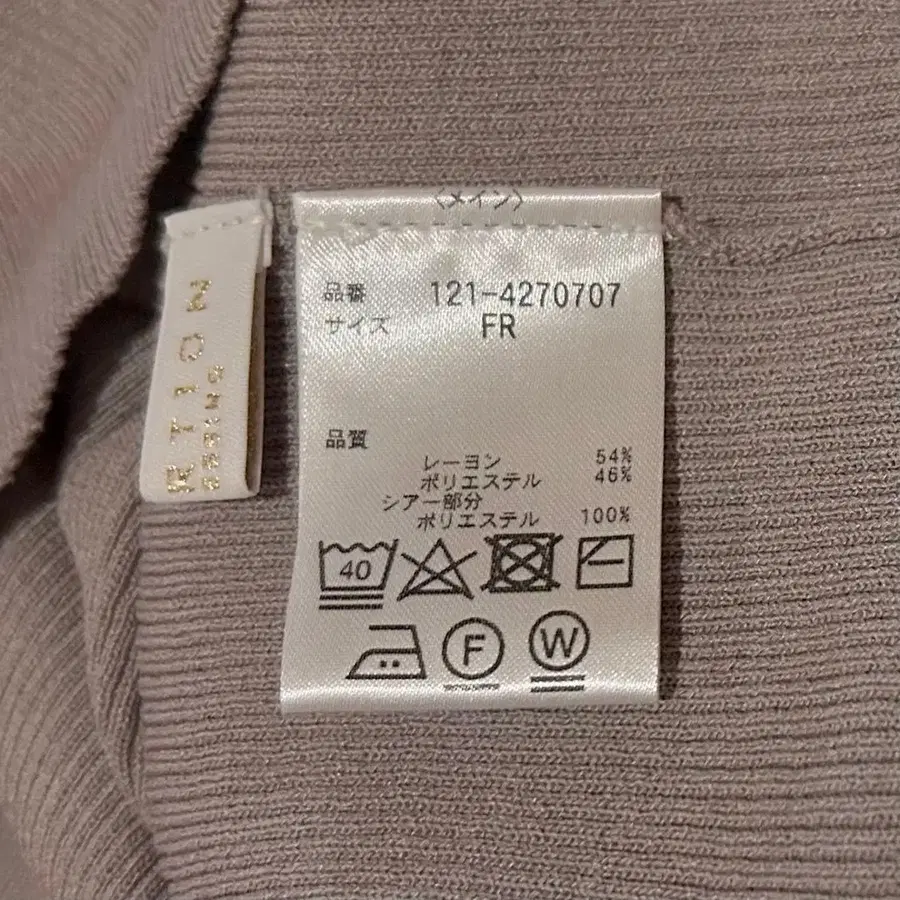 〈メイン〉
品番 121-4270707
サイズ FR
品質
レーヨン 54%
ポリエステル 46%
シアー部分
ポリエステル 100%
40
F
W
RTION